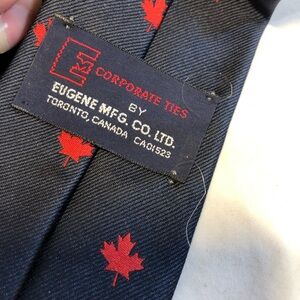 CORPORATE TIES
BY
EUGENE MFG. CO. LTD.
TORONTO, CANADA CA01523